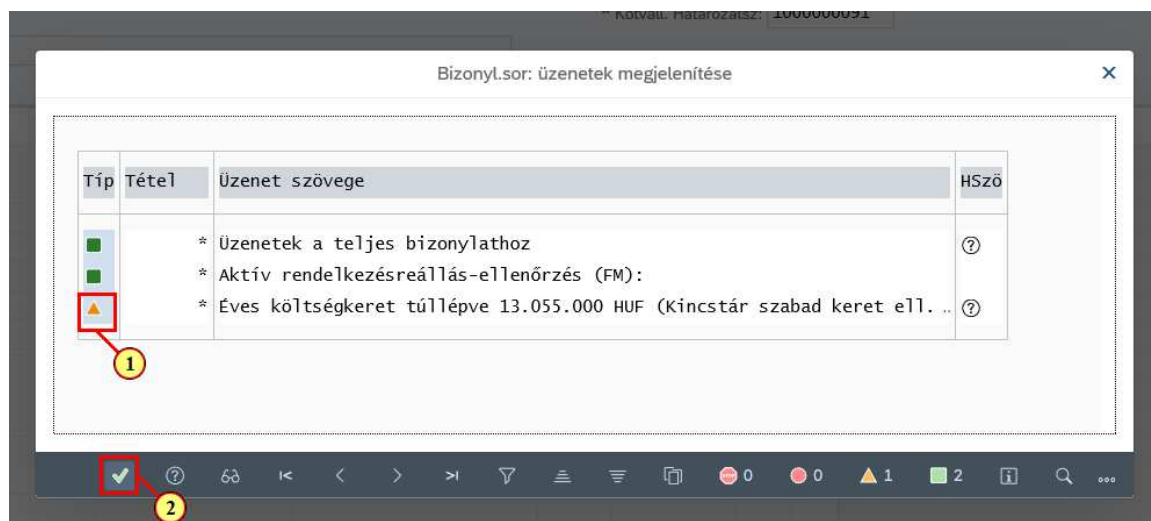 * Kötváll. Határozatsz: 1000000091
Bizonyl.sor: üzenetek megjelenítése
Típ Tétel Üzenet szövege HSzö
* Üzenetek a teljes bizonylathoz
* Aktív rendelkezésreállás-ellenőrzés (FM):
* Éves költségkeret túllépve 13.055.000 HUF (Kincstár szabad keret ell. ..
1
0 0 1 2
2